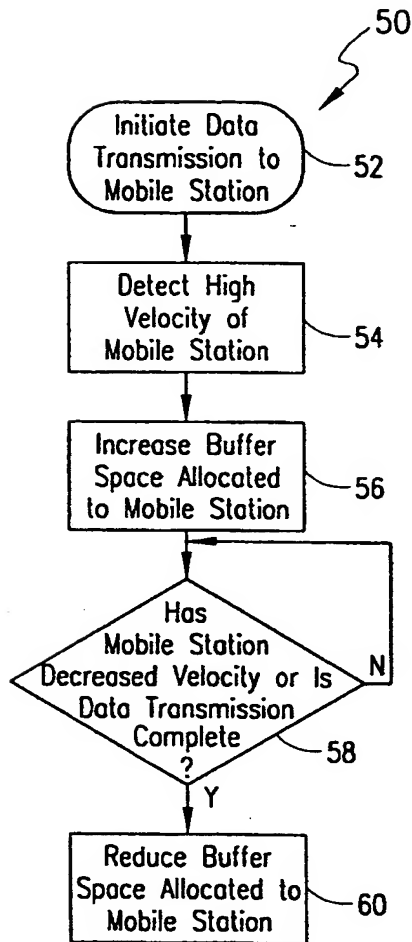 50
Initiate Data
Transmission to
Mobile Station
52
Detect High
Velocity of
Mobile Station
54
Increase Buffer
Space Allocated
to Mobile Station
56
Has
Mobile Station
Decreased Velocity or Is
Data Transmission
Complete
?
N
58
Y
Reduce Buffer
Space Allocated to
Mobile Station
60